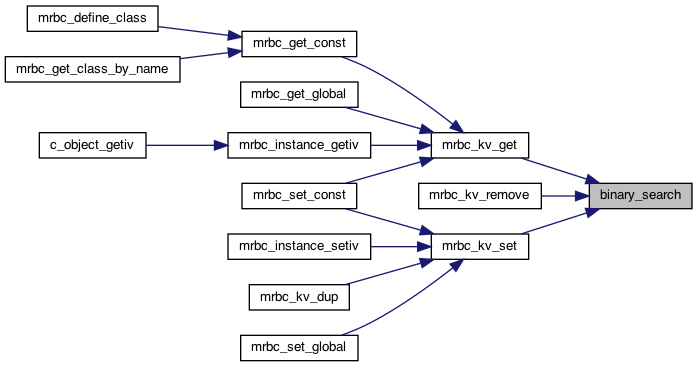 mrbc_define_class
mrbc_get_const
mrbc_get_class_by_name
mrbc_get_global
c_object_getiv
mrbc_instance_getiv
mrbc_kv_get
mrbc_set_const
mrbc_kv_remove
binary_search
mrbc_instance_setiv
mrbc_kv_set
mrbc_kv_dup
mrbc_set_global